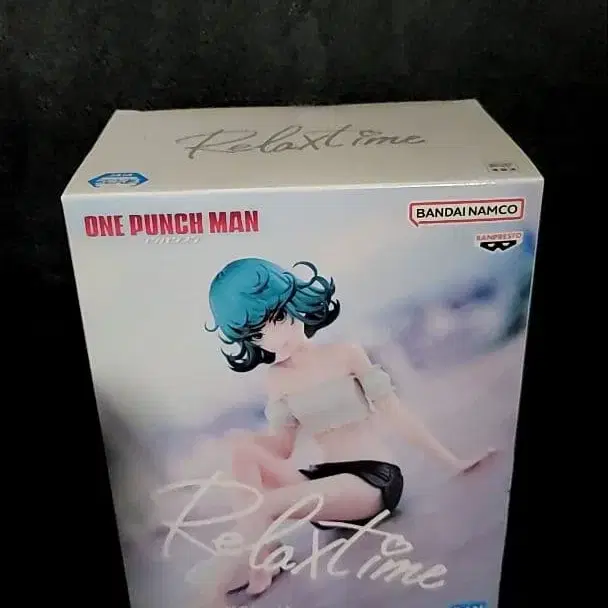 Relaxtime
ONE PUNCH MAN
ワンパンマン
BANDAI NAMCO
BANPRESTO
Relaxtime